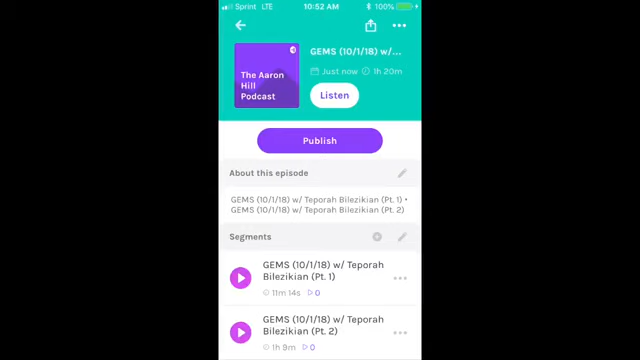 Sprint LTE 10:52 AM 100%
GEMS (10/1/18) w/...
Just now 1h 20m
The Aaron
Hill
Podcast
Listen
Publish
About this episode
GEMS (10/1/18) w/ Teporah Bilezikian (Pt. 1) •
GEMS (10/1/18) w/ Teporah Bilezikian (Pt. 2)
Segments
GEMS (10/1/18) w/ Teporah
Bilezikian (Pt. 1)
11m 14s 0
GEMS (10/1/18) w/ Teporah
Bilezikian (Pt. 2)
1h 9m 0